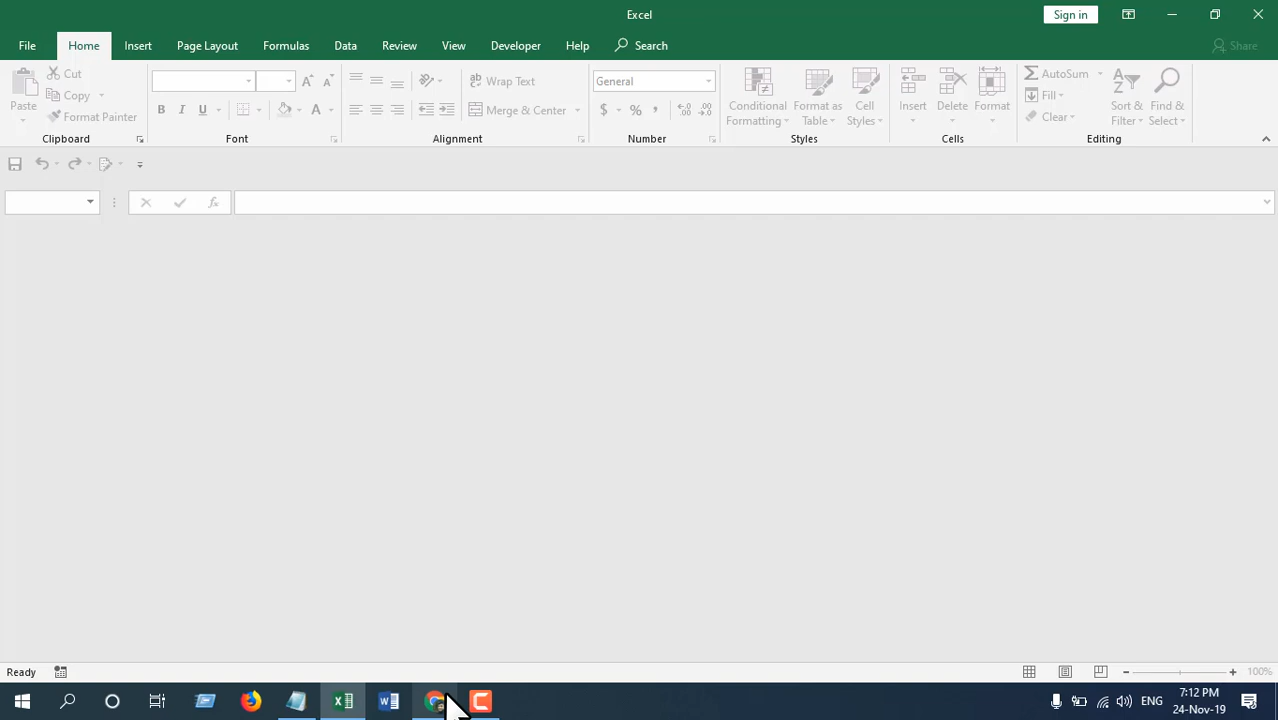 Excel
Sign in
File Home Insert Page Layout Formulas Data Review View Developer Help Search Share
Paste
Cut
Copy
Format Painter
Clipboard
B I U A
Font
Wrap Text
Merge & Center
Alignment
General
$ % ,
Number
Conditional Formatting
Format as Table
Cell Styles
Styles
Insert
Delete
Format
Cells
AutoSum
Fill
Clear
Sort & Filter
Find & Select
Editing
fx
Ready
100%
ENG
7:12 PM
24-Nov-19